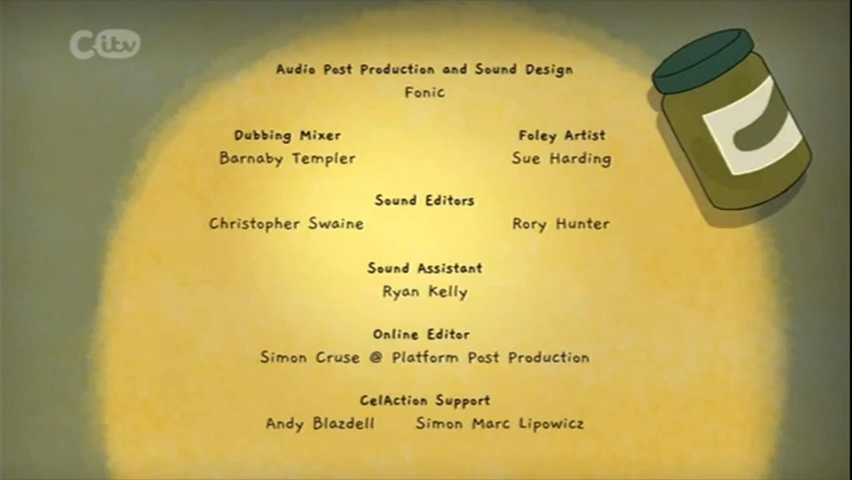 Citv
Audio Post Production and Sound Design
Fonic
Dubbing Mixer
Foley Artist
Barnaby Templer
Sue Harding
Sound Editors
Christopher Swaine
Rory Hunter
Sound Assistant
Ryan Kelly
Online Editor
Simon Cruse @ Platform Post Production
CelAction Support
Andy Blazdell
Simon Marc Lipowicz